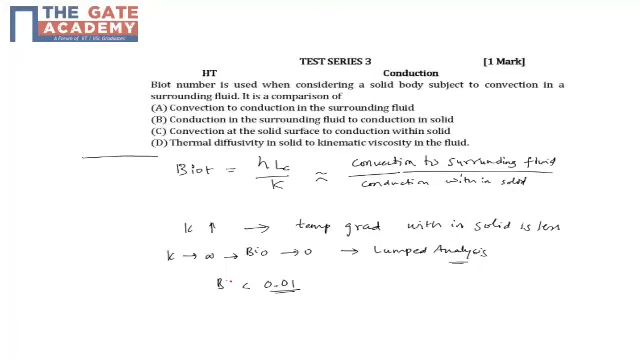 THE GATE
ACADEMY
A Forum of IIT / IISc Graduates
TEST SERIES 3 [1 Mark]
HT Conduction
Biot number is used when considering a solid body subject to convection in a
surrounding fluid. It is a comparison of
(A) Convection to conduction in the surrounding fluid
(B) Conduction in the surrounding fluid to conduction in solid
(C) Convection at the solid surface to conduction within solid
(D) Thermal diffusivity in solid to kinematic viscosity in the fluid.
Biot = h Lc / K ≈ Convection to surrounding fluid / conduction within solid
K ↑ → temp grad with in solid is less
K → ∞ → Bio → 0 → Lumped Analysis
Bi < 0.01